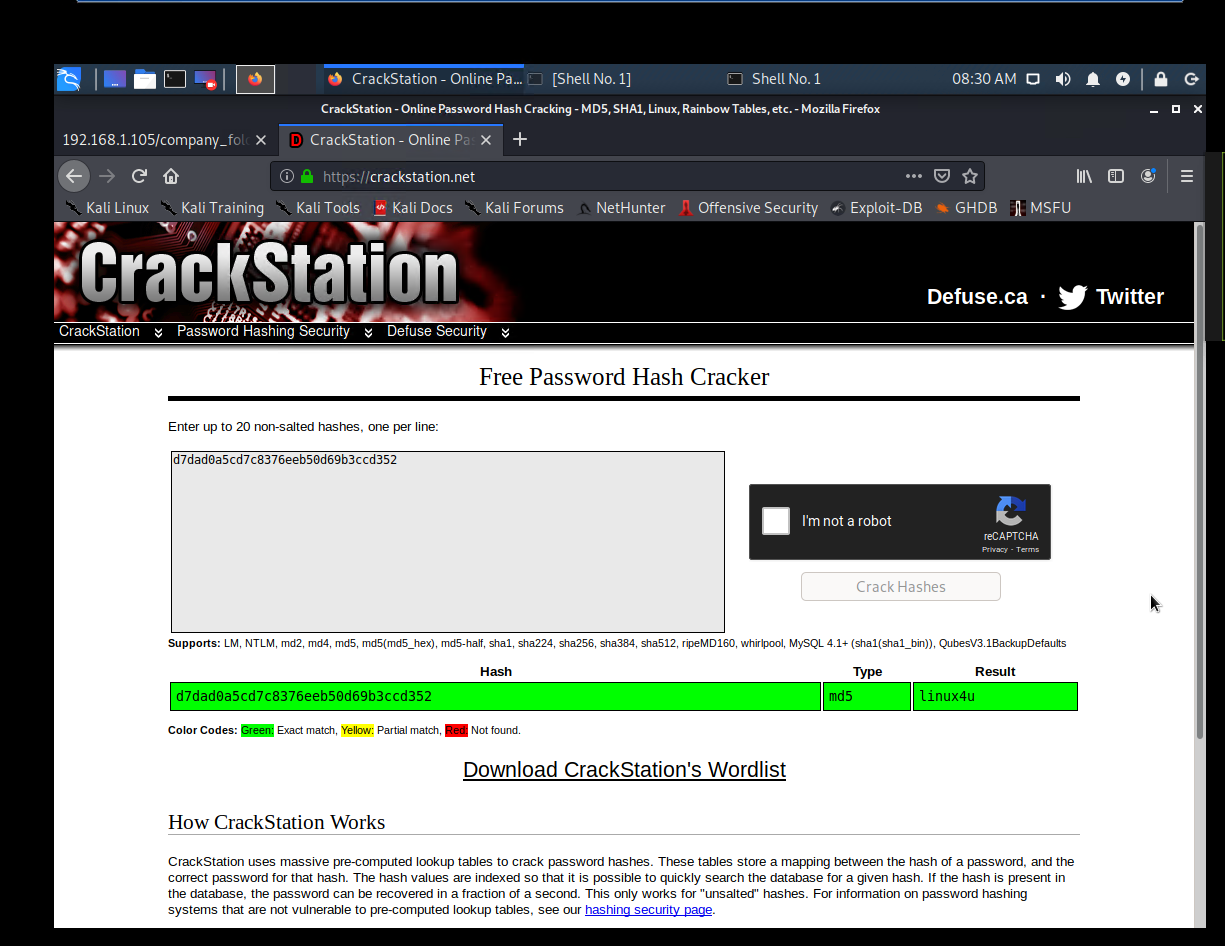 CrackStation - Online Pa... [Shell No. 1] Shell No. 1 08:30 AM
CrackStation - Online Password Hash Cracking - MD5, SHA1, Linux, Rainbow Tables, etc. - Mozilla Firefox
192.168.1.105/company_fol CrackStation - Online Pa
https://crackstation.net
Kali Linux Kali Training Kali Tools Kali Docs Kali Forums NetHunter Offensive Security Exploit-DB GHDB MSFU
CrackStation
Defuse.ca · Twitter
CrackStation Password Hashing Security Defuse Security
Free Password Hash Cracker
Enter up to 20 non-salted hashes, one per line:
d7dad0a5cd7c8376eeb50d69b3ccd352
I'm not a robot
reCAPTCHA
Privacy - Terms
Crack Hashes
Supports: LM, NTLM, md2, md4, md5, md5(md5_hex), md5-half, sha1, sha224, sha256, sha384, sha512, ripeMD160, whirlpool, MySQL 4.1+ (sha1(sha1_bin)), QubesV3.1BackupDefaults
Hash Type Result
d7dad0a5cd7c8376eeb50d69b3ccd352 md5 linux4u
Color Codes: Green: Exact match, Yellow: Partial match, Red: Not found.
Download CrackStation's Wordlist
How CrackStation Works
CrackStation uses massive pre-computed lookup tables to crack password hashes. These tables store a mapping between the hash of a password, and the
correct password for that hash. The hash values are indexed so that it is possible to quickly search the database for a given hash. If the hash is present in
the database, the password can be recovered in a fraction of a second. This only works for "unsalted" hashes. For information on password hashing
systems that are not vulnerable to pre-computed lookup tables, see our hashing security page.